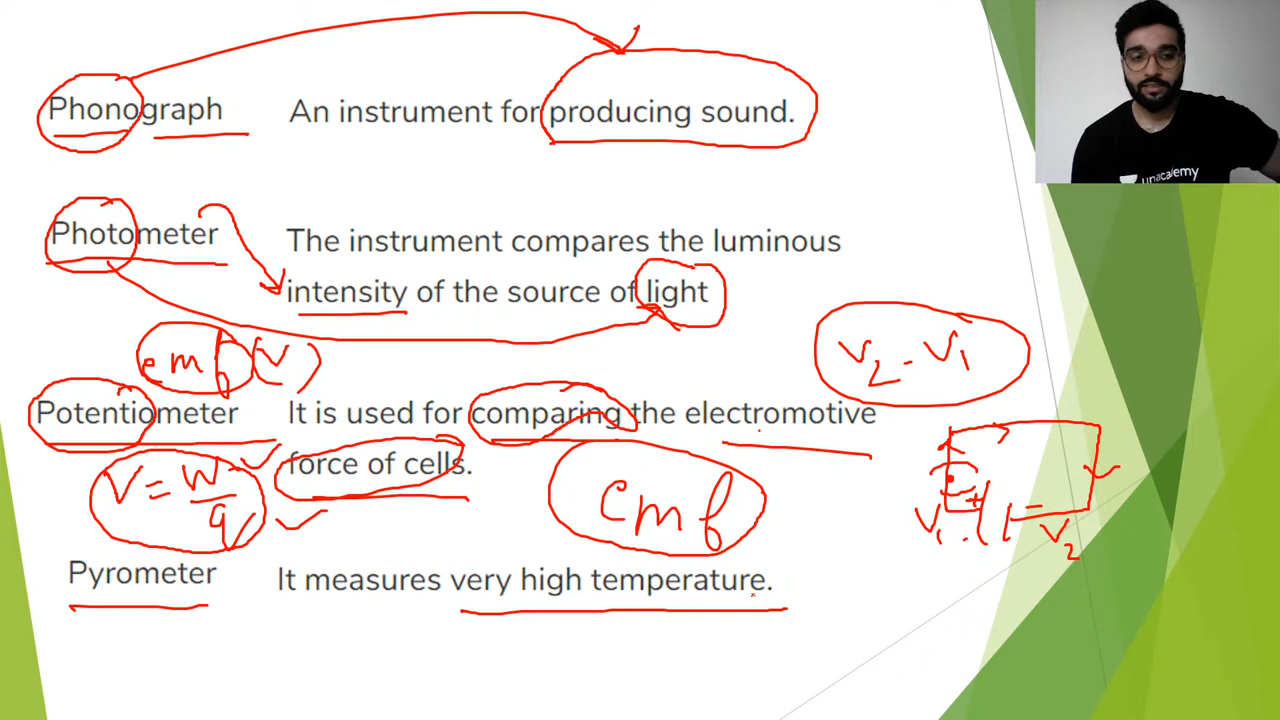 Phonograph An instrument for producing sound.
unacademy
Photometer The instrument compares the luminous
intensity of the source of light
emf (V)
V2 - V1
Potentiometer It is used for comparing the electromotive
force of cells.
V = W/q
emf
+ -
V1
V2
Pyrometer It measures very high temperature.